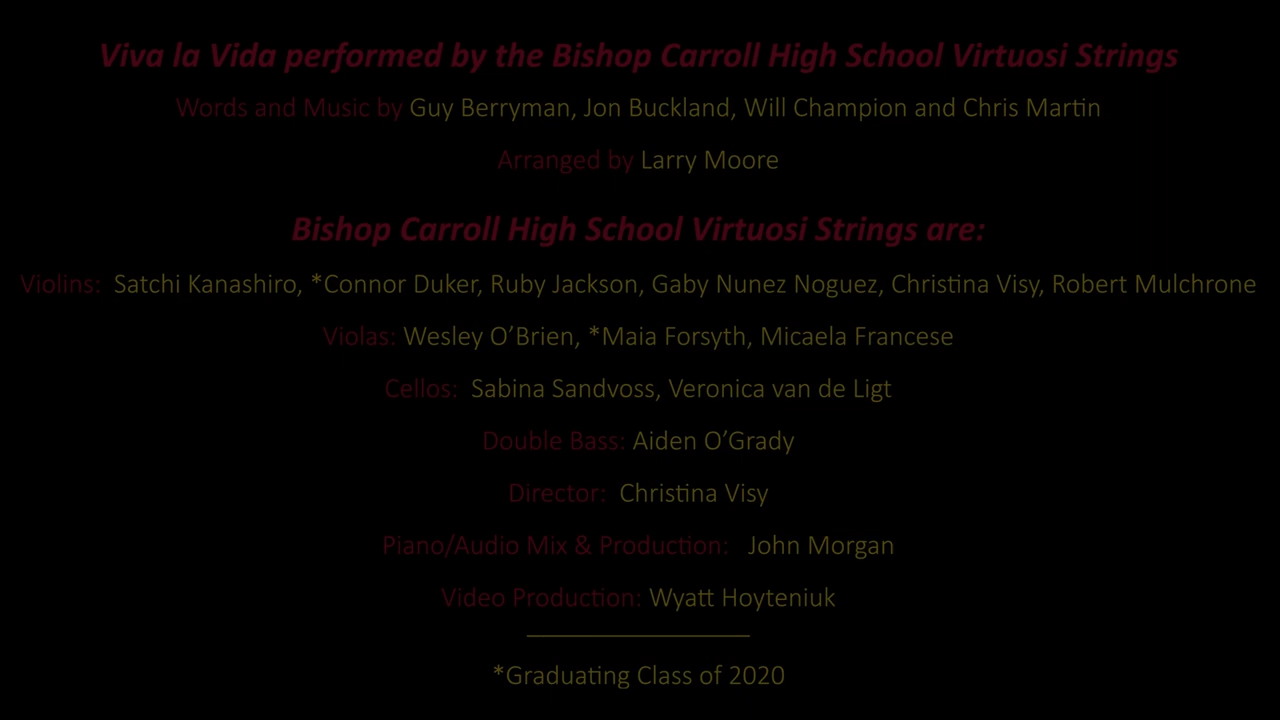 Viva la Vida performed by the Bishop Carroll High School Virtuosi Strings
Words and Music by Guy Berryman, Jon Buckland, Will Champion and Chris Martin
Arranged by Larry Moore
Bishop Carroll High School Virtuosi Strings are:
Violins: Satchi Kanashiro, *Connor Duker, Ruby Jackson, Gaby Nunez Noguez, Christina Visy, Robert Mulchrone
Violas: Wesley O’Brien, *Maia Forsyth, Micaela Francese
Cellos: Sabina Sandvoss, Veronica van de Ligt
Double Bass: Aiden O’Grady
Director: Christina Visy
Piano/Audio Mix & Production: John Morgan
Video Production: Wyatt Hoyteniuk
*Graduating Class of 2020